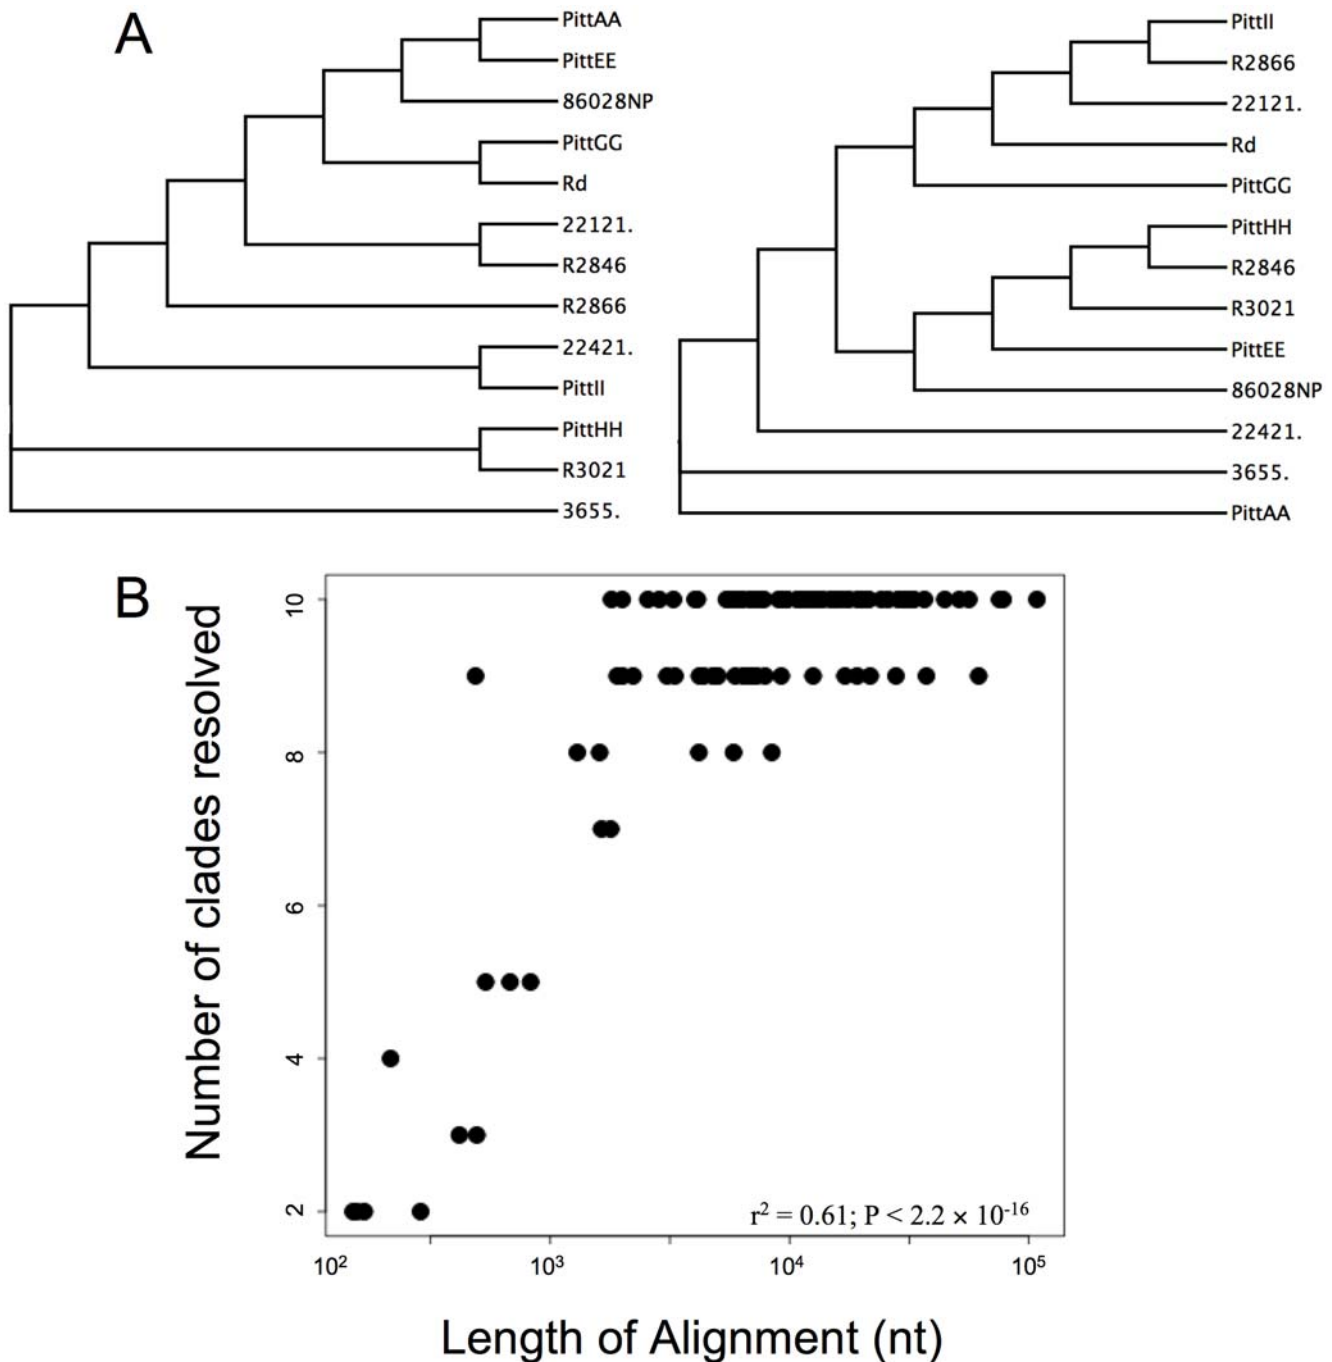 A
PittAA
PittEE
86028NP
PittGG
Rd
22121.
R2846
R2866
22421.
PittII
PittHH
R3021
3655.
PittII
R2866
22121.
Rd
PittGG
PittHH
R2846
R3021
PittEE
86028NP
22421.
3655.
PittAA
B
Number of clades resolved
10
8
6
4
2
r² = 0.61; P < 2.2 × 10⁻¹⁶
10² 10³ 10⁴ 10⁵
Length of Alignment (nt)